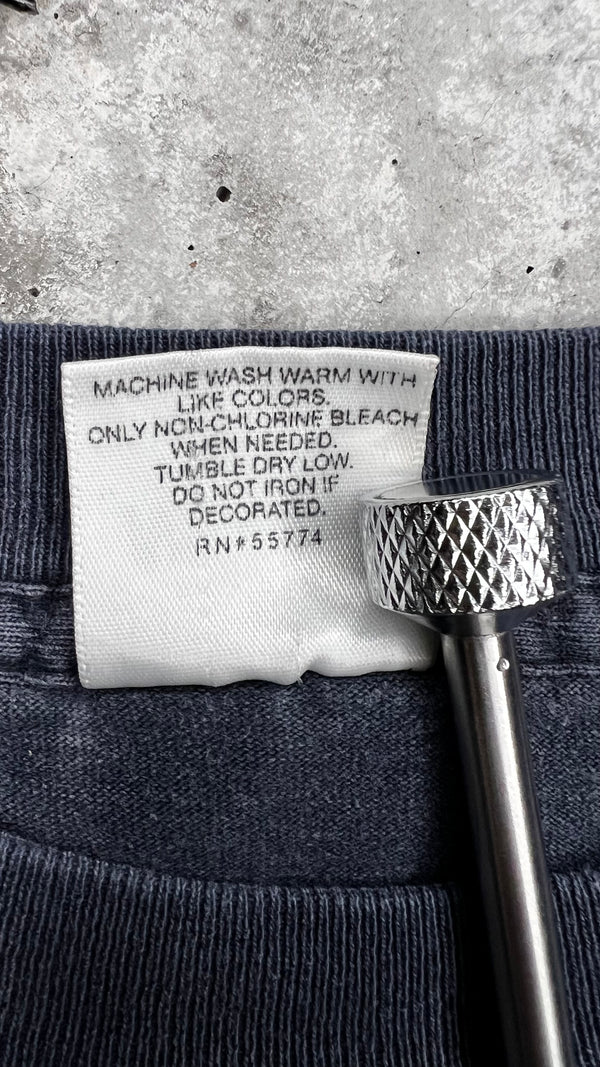 MACHINE WASH WARM WITH
LIKE COLORS.
ONLY NON-CHLORINE BLEACH
WHEN NEEDED.
TUMBLE DRY LOW.
DO NOT IRON IF
DECORATED.
RN#55774